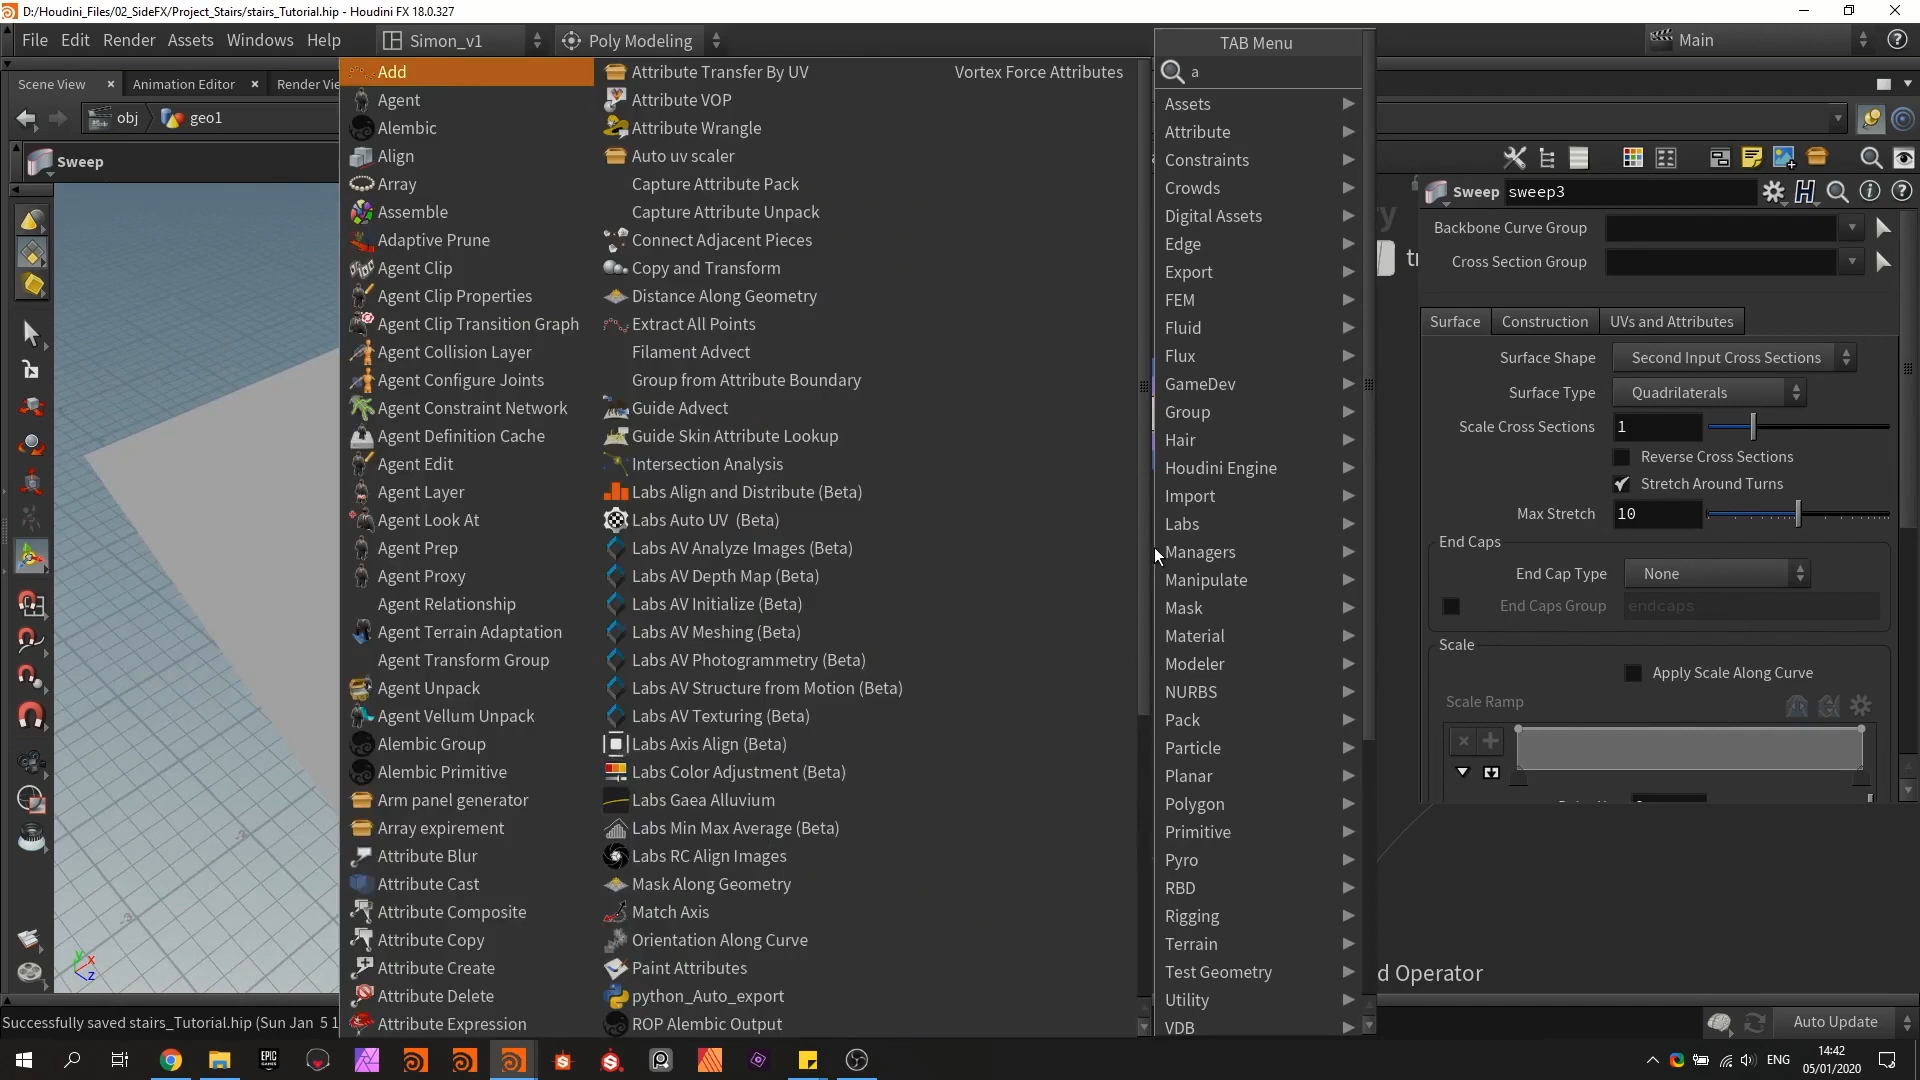 D:/Houdini_Files/02_SideFX/Project_Stairs/stairs_Tutorial.hip - Houdini FX 18.0.327
File Edit Render Assets Windows Help
Simon_v1
Poly Modeling
Main
Scene View
Animation Editor
Render Vie
obj
geo1
Sweep
Add
Agent
Alembic
Align
Array
Assemble
Adaptive Prune
Agent Clip
Agent Clip Properties
Agent Clip Transition Graph
Agent Collision Layer
Agent Configure Joints
Agent Constraint Network
Agent Definition Cache
Agent Edit
Agent Layer
Agent Look At
Agent Prep
Agent Proxy
Agent Relationship
Agent Terrain Adaptation
Agent Transform Group
Agent Unpack
Agent Vellum Unpack
Alembic Group
Alembic Primitive
Arm panel generator
Array expirement
Attribute Blur
Attribute Cast
Attribute Composite
Attribute Copy
Attribute Create
Attribute Delete
Attribute Expression
Attribute Transfer By UV
Attribute VOP
Attribute Wrangle
Auto uv scaler
Capture Attribute Pack
Capture Attribute Unpack
Connect Adjacent Pieces
Copy and Transform
Distance Along Geometry
Extract All Points
Filament Advect
Group from Attribute Boundary
Guide Advect
Guide Skin Attribute Lookup
Intersection Analysis
Labs Align and Distribute (Beta)
Labs Auto UV (Beta)
Labs AV Analyze Images (Beta)
Labs AV Depth Map (Beta)
Labs AV Initialize (Beta)
Labs AV Meshing (Beta)
Labs AV Photogrammetry (Beta)
Labs AV Structure from Motion (Beta)
Labs AV Texturing (Beta)
Labs Axis Align (Beta)
Labs Color Adjustment (Beta)
Labs Gaea Alluvium
Labs Min Max Average (Beta)
Labs RC Align Images
Mask Along Geometry
Match Axis
Orientation Along Curve
Paint Attributes
python_Auto_export
ROP Alembic Output
Vortex Force Attributes
TAB Menu
a
Assets
Attribute
Constraints
Crowds
Digital Assets
Edge
Export
FEM
Fluid
Flux
GameDev
Group
Hair
Houdini Engine
Import
Labs
Managers
Manipulate
Mask
Material
Modeler
NURBS
Pack
Particle
Planar
Polygon
Primitive
Pyro
RBD
Rigging
Terrain
Test Geometry
Utility
VDB
Sweep sweep3
Backbone Curve Group
Cross Section Group
Surface
Construction
UVs and Attributes
Surface Shape Second Input Cross Sections
Surface Type Quadrilaterals
Scale Cross Sections 1
Reverse Cross Sections
Stretch Around Turns
Max Stretch 10
End Caps
End Cap Type None
End Caps Group endcaps
Scale
Apply Scale Along Curve
Scale Ramp
d Operator
Successfully saved stairs_Tutorial.hip (Sun Jan 5 1
Auto Update
EPIC GAMES
ENG
14:42
05/01/2020